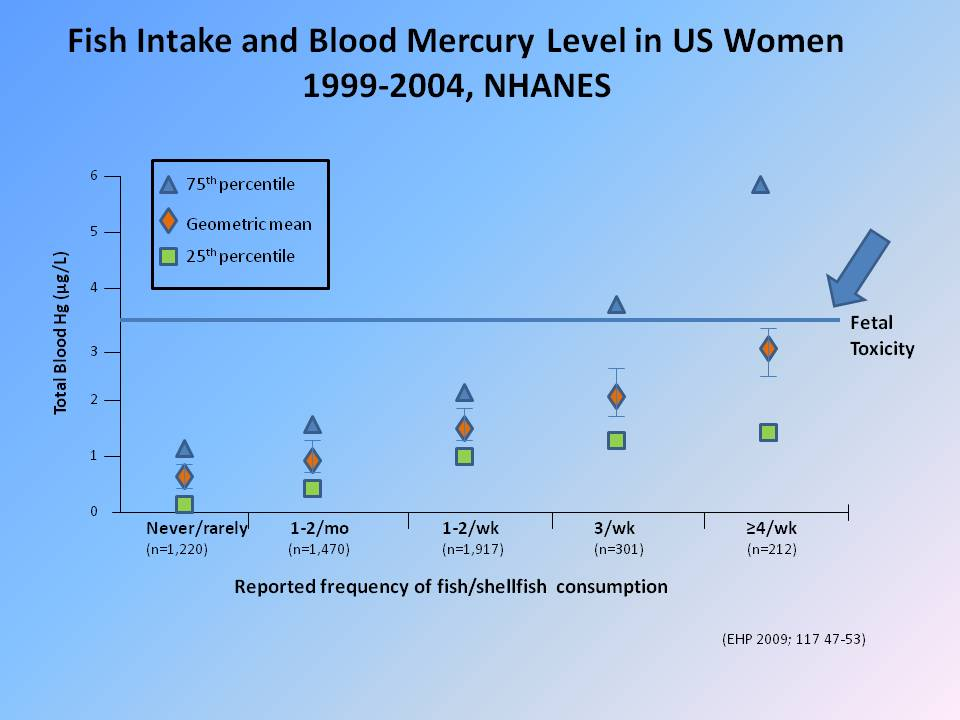 Fish Intake and Blood Mercury Level in US Women
1999-2004, NHANES
75th percentile
Geometric mean
25th percentile
Total Blood Hg (µg/L)
6
5
4
3
2
1
0
Fetal
Toxicity
Never/rarely 1-2/mo 1-2/wk 3/wk ≥4/wk
(n=1,220) (n=1,470) (n=1,917) (n=301) (n=212)
Reported frequency of fish/shellfish consumption
(EHP 2009; 117 47-53)